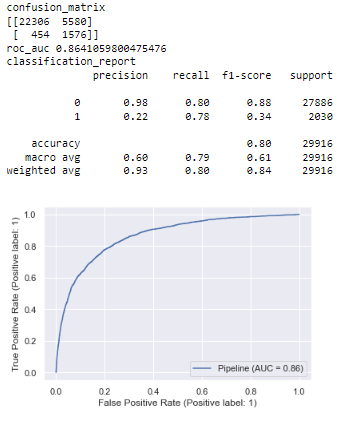 confusion_matrix
[[22306  5580]
 [  454  1576]]
roc_auc 0.8641059800475476
classification_report
              precision    recall  f1-score   support

           0       0.98      0.80      0.88     27886
           1       0.22      0.78      0.34      2030

    accuracy                           0.80     29916
   macro avg       0.60      0.79      0.61     29916
weighted avg       0.93      0.80      0.84     29916

1.0
0.8
0.6
0.4
0.2
0.0
True Positive Rate (Positive label: 1)
Pipeline (AUC = 0.86)
0.0 0.2 0.4 0.6 0.8 1.0
False Positive Rate (Positive label: 1)